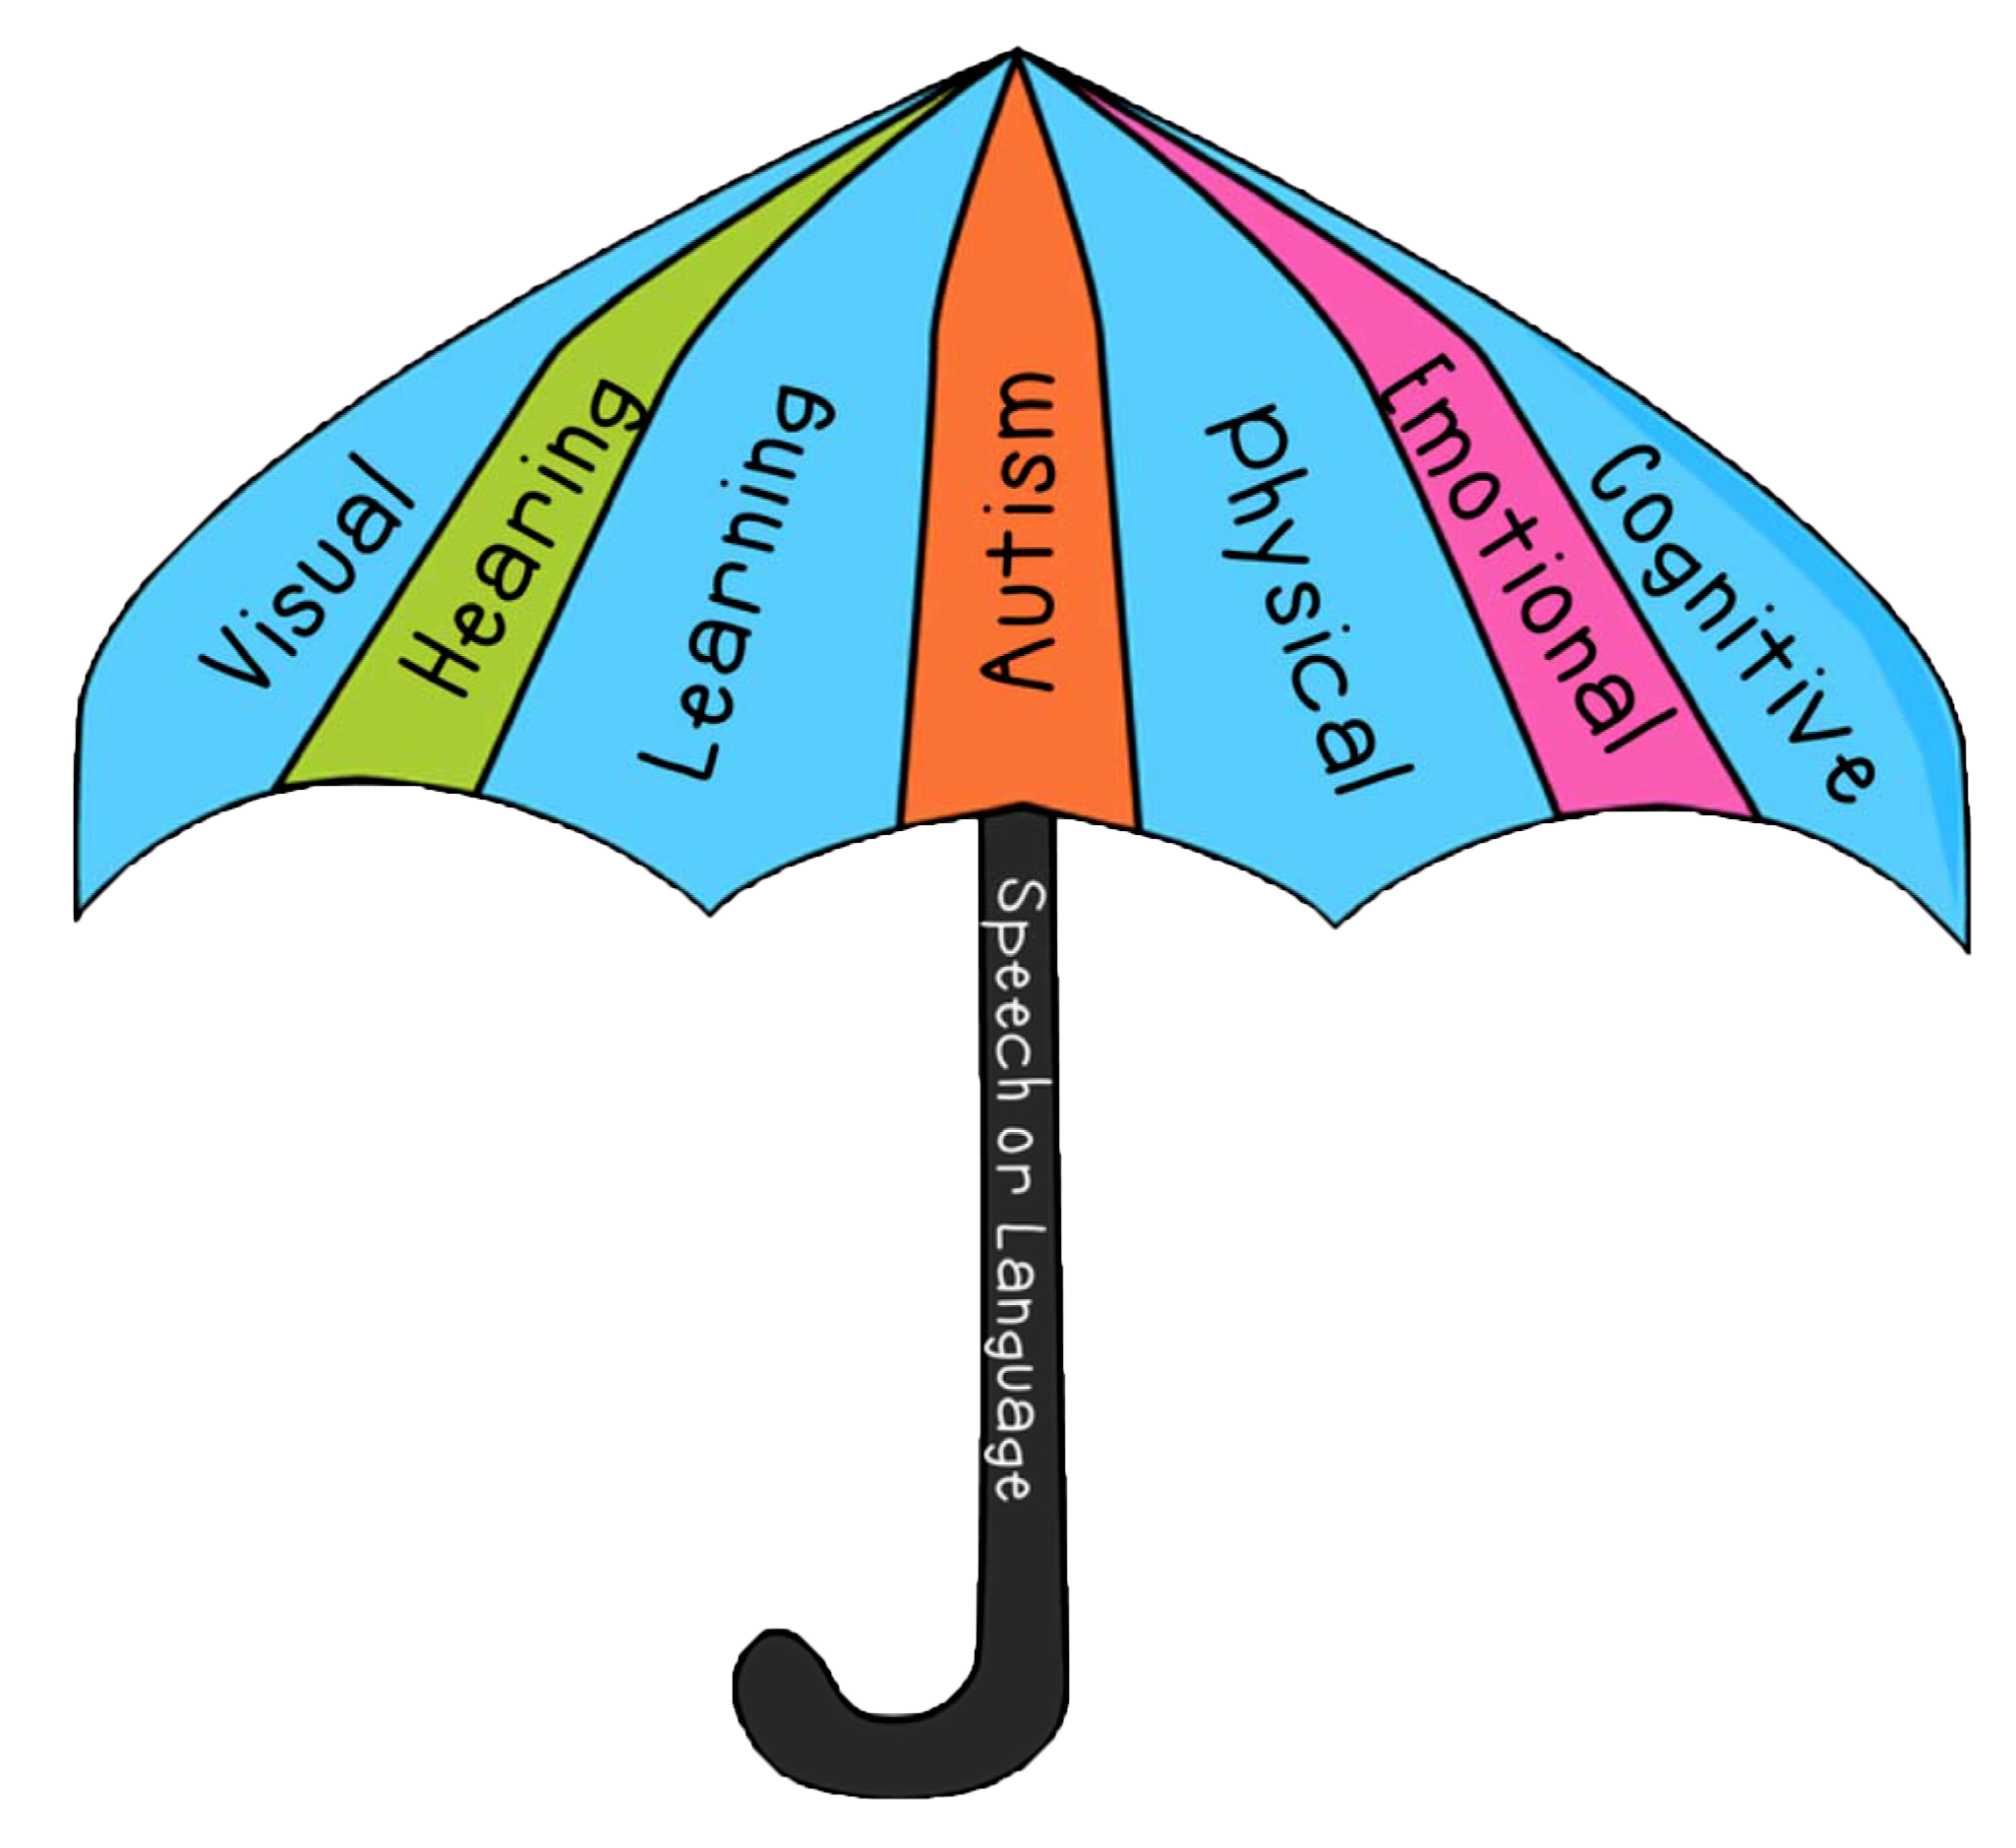 Visual
Hearing
Learning
Autism
Physical
Emotional
Cognitive
Speech or Language